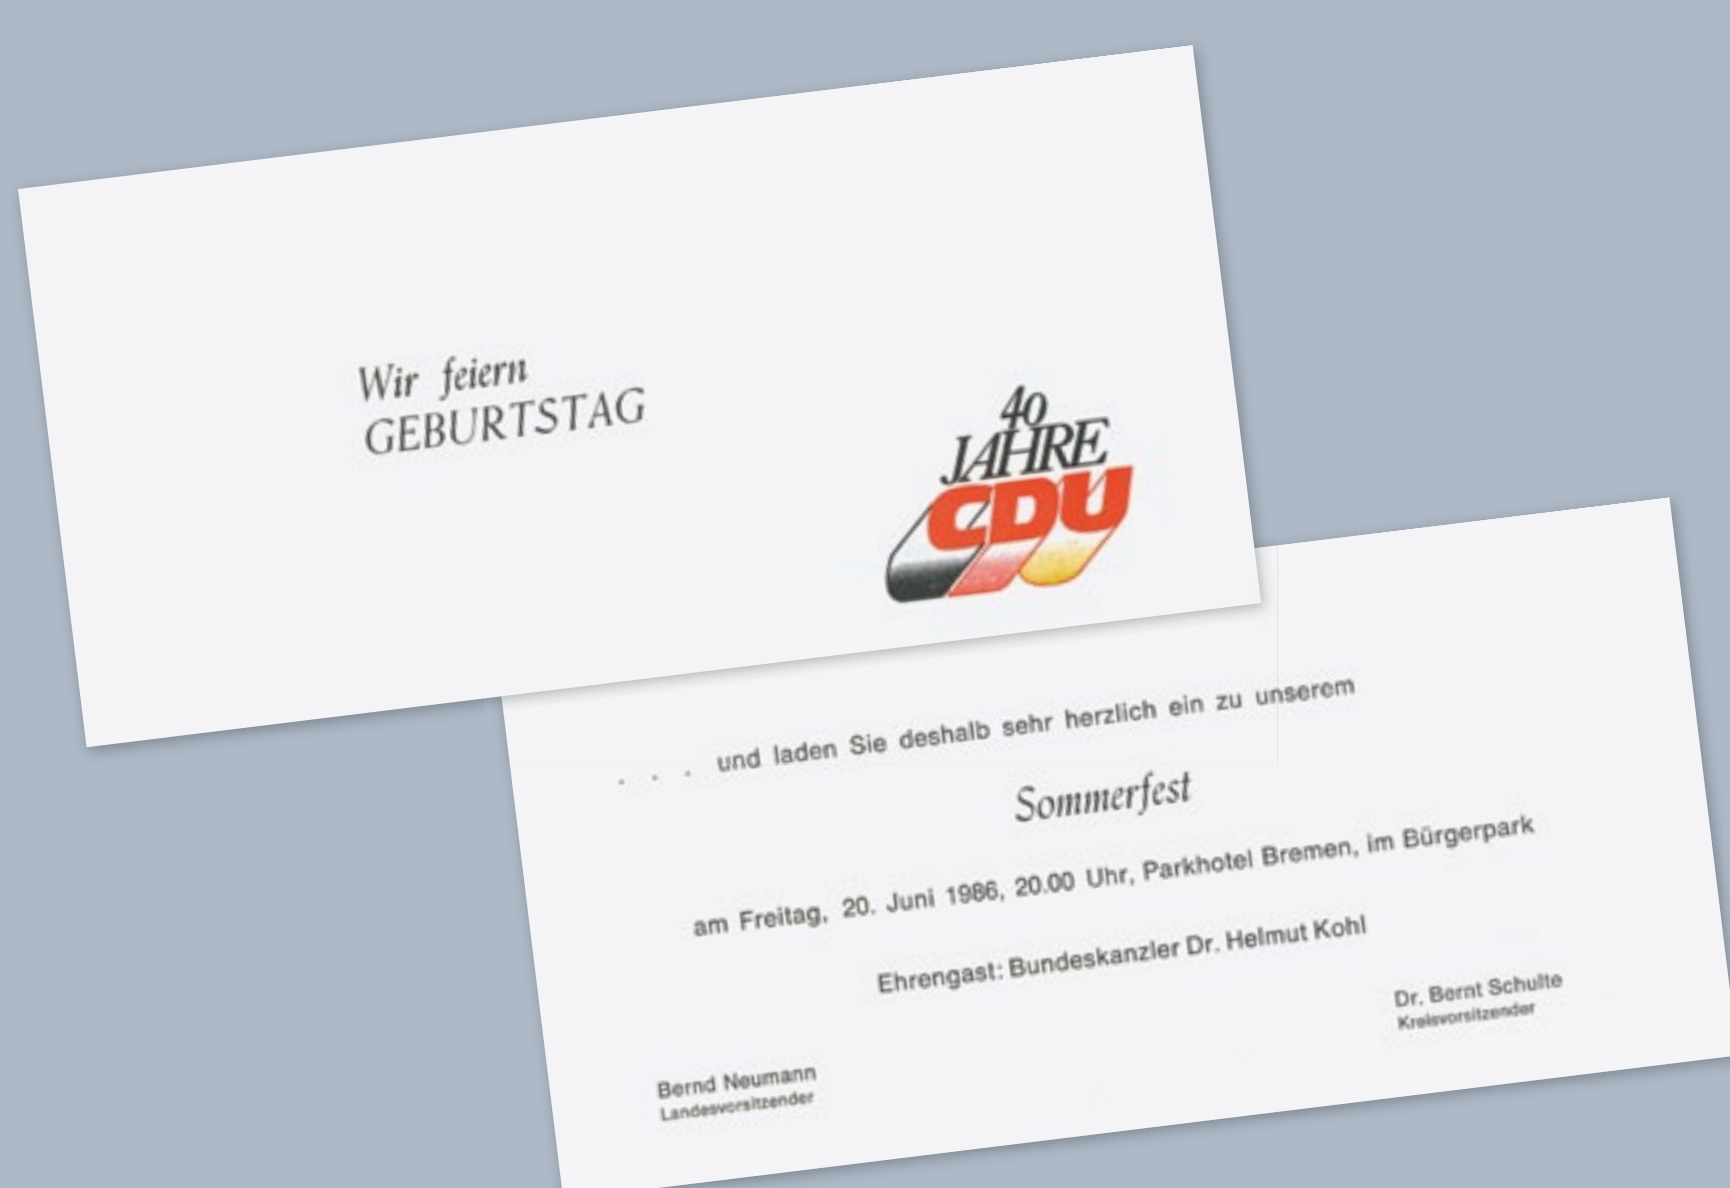 Wir feiern
GEBURTSTAG
40
JAHRE
CDU
. . . und laden Sie deshalb sehr herzlich ein zu unserem
Sommerfest
am Freitag, 20. Juni 1986, 20.00 Uhr, Parkhotel Bremen, im Bürgerpark
Ehrengast: Bundeskanzler Dr. Helmut Kohl
Dr. Bernt Schulte
Kreisvorsitzender
Bernd Neumann
Landesvorsitzender